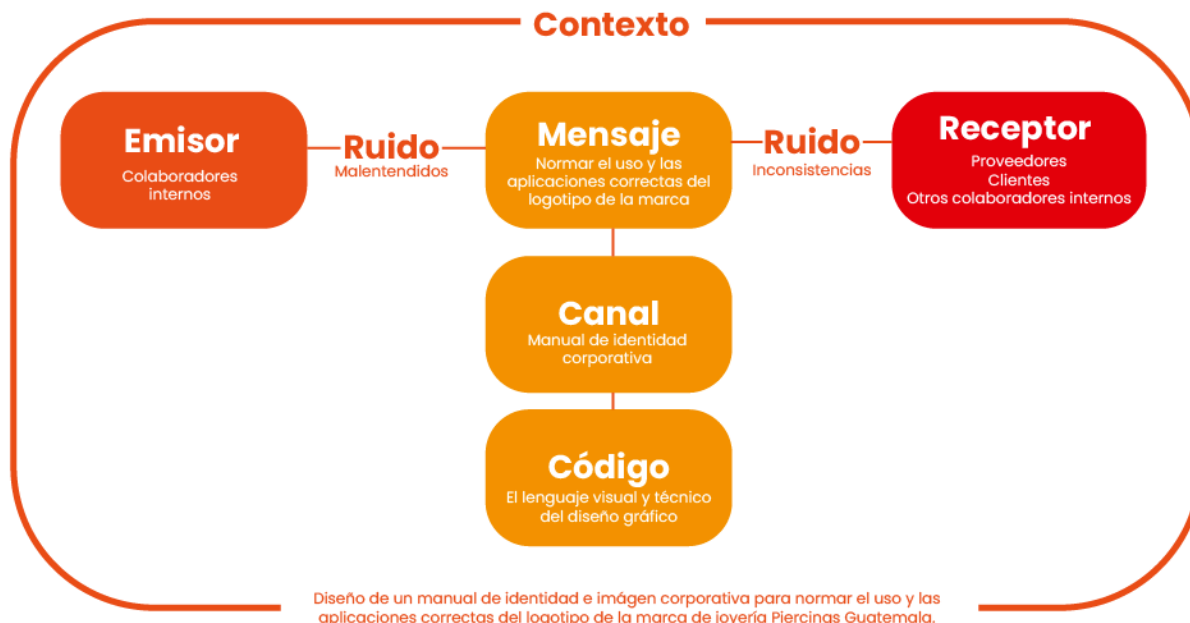 Contexto
Emisor
Colaboradores
internos
Ruido
Malentendidos
Mensaje
Normar el uso y las
aplicaciones correctas del
logotipo de la marca
Ruido
Inconsistencias
Receptor
Proveedores
Clientes
Otros colaboradores internos
Canal
Manual de identidad
corporativa
Código
El lenguaje visual y técnico
del diseño gráfico
Diseño de un manual de identidad e imágen corporativa para normar el uso y las
aplicaciones correctas del logotipo de la marca de joyería Piercings Guatemala.